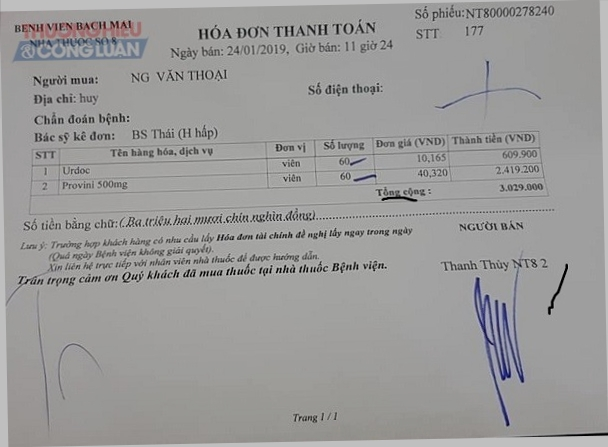 BỆNH VIỆN BẠCH MAI
NHÀ THUỐC SỐ 8
THƯƠNG HIỆU
&CÔNG LUẬN
HÓA ĐƠN THANH TOÁN
Ngày bán: 24/01/2019, Giờ bán: 11 giờ 24
Số phiếu:NT80000278240
STT 177
Người mua: NG VĂN THOẠI
Địa chỉ: huy
Số điện thoại:
Chẩn đoán bệnh:
Bác sỹ kê đơn: BS Thái (H hấp)
STT Tên hàng hóa, dịch vụ Đơn vị Số lượng Đơn giá (VND) Thành tiền (VND)
1 Urdoc viên 60 10,165 609.900
2 Provini 500mg viên 60 40,320 2.419.200
Tổng cộng : 3.029.000
Số tiền bằng chữ:(.Ba.triệu.hai.mươi.chín.nghìn.đồng)
Lưu ý: Trường hợp khách hàng có nhu cầu lấy Hóa đơn tài chính đề nghị lấy ngay trong ngày
(Quá ngày Bệnh viện không giải quyết).
Xin liên hệ trực tiếp với nhân viên nhà thuốc để được hướng dẫn.
Trân trọng cảm ơn Quý khách đã mua thuốc tại nhà thuốc Bệnh viện.
NGƯỜI BÁN
Thanh Thủy NT8 2
Trang 1 / 1